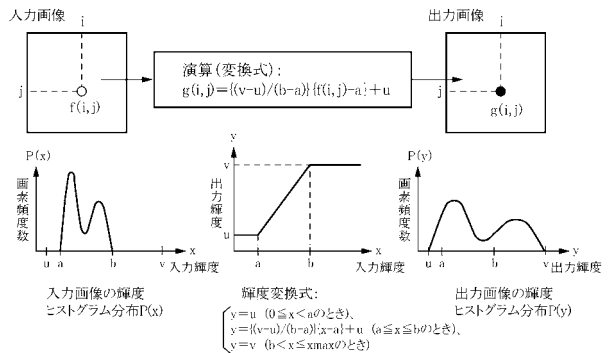 入力画像
出力画像
i
j
f(i,j)
演算(変換式):
g(i,j)={(v-u)/(b-a)}{f(i,j)-a}+u
i
j
g(i,j)
P(x)
画素頻度数
u a b v x
入力輝度
y
v
出力輝度
u
a b x
入力輝度
P(y)
画素頻度数
u a b v y
出力輝度
入力画像の輝度
ヒストグラム分布P(x)
輝度変換式:
y=u (0≦x<aのとき)、
y={(v-u)/(b-a)}{x-a}+u (a≦x≦bのとき)、
y=v (b<x≦xmaxのとき)
出力画像の輝度
ヒストグラム分布P(y)